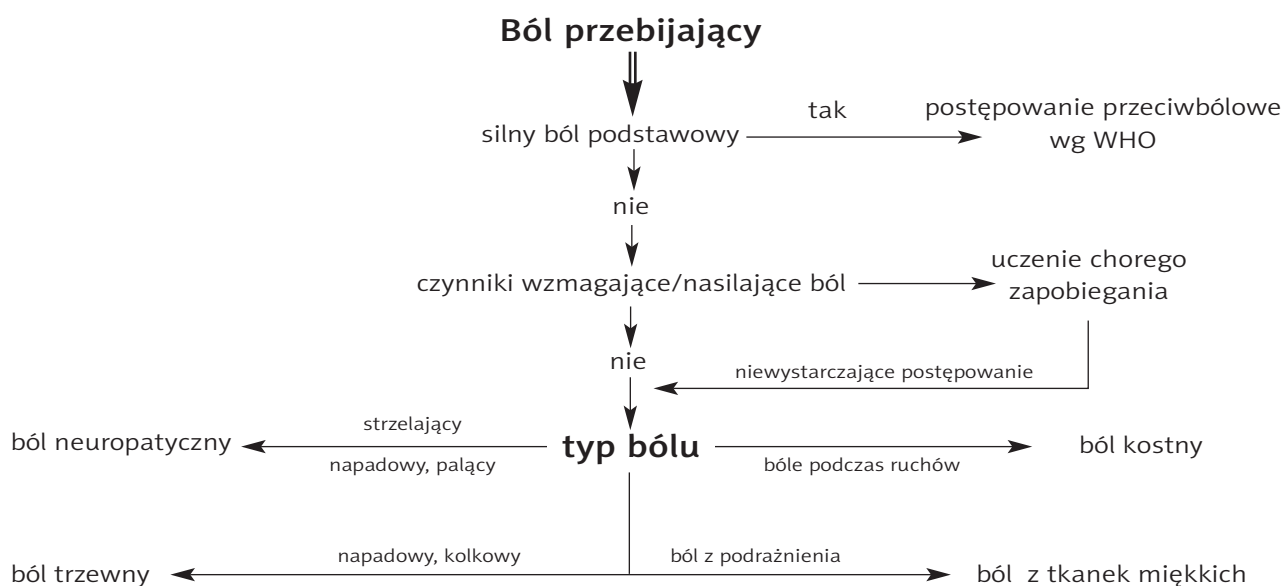 Ból przebijający
silny ból podstawowy
tak
postępowanie przeciwbólowe
wg WHO
nie
czynniki wzmagające/nasilające ból
uczenie chorego
zapobiegania
nie
niewystarczające postępowanie
ból neuropatyczny
strzelający
napadowy, palący
typ bólu
bóle podczas ruchów
ból kostny
ból trzewny
napadowy, kolkowy
ból z podrażnienia
ból z tkanek miękkich